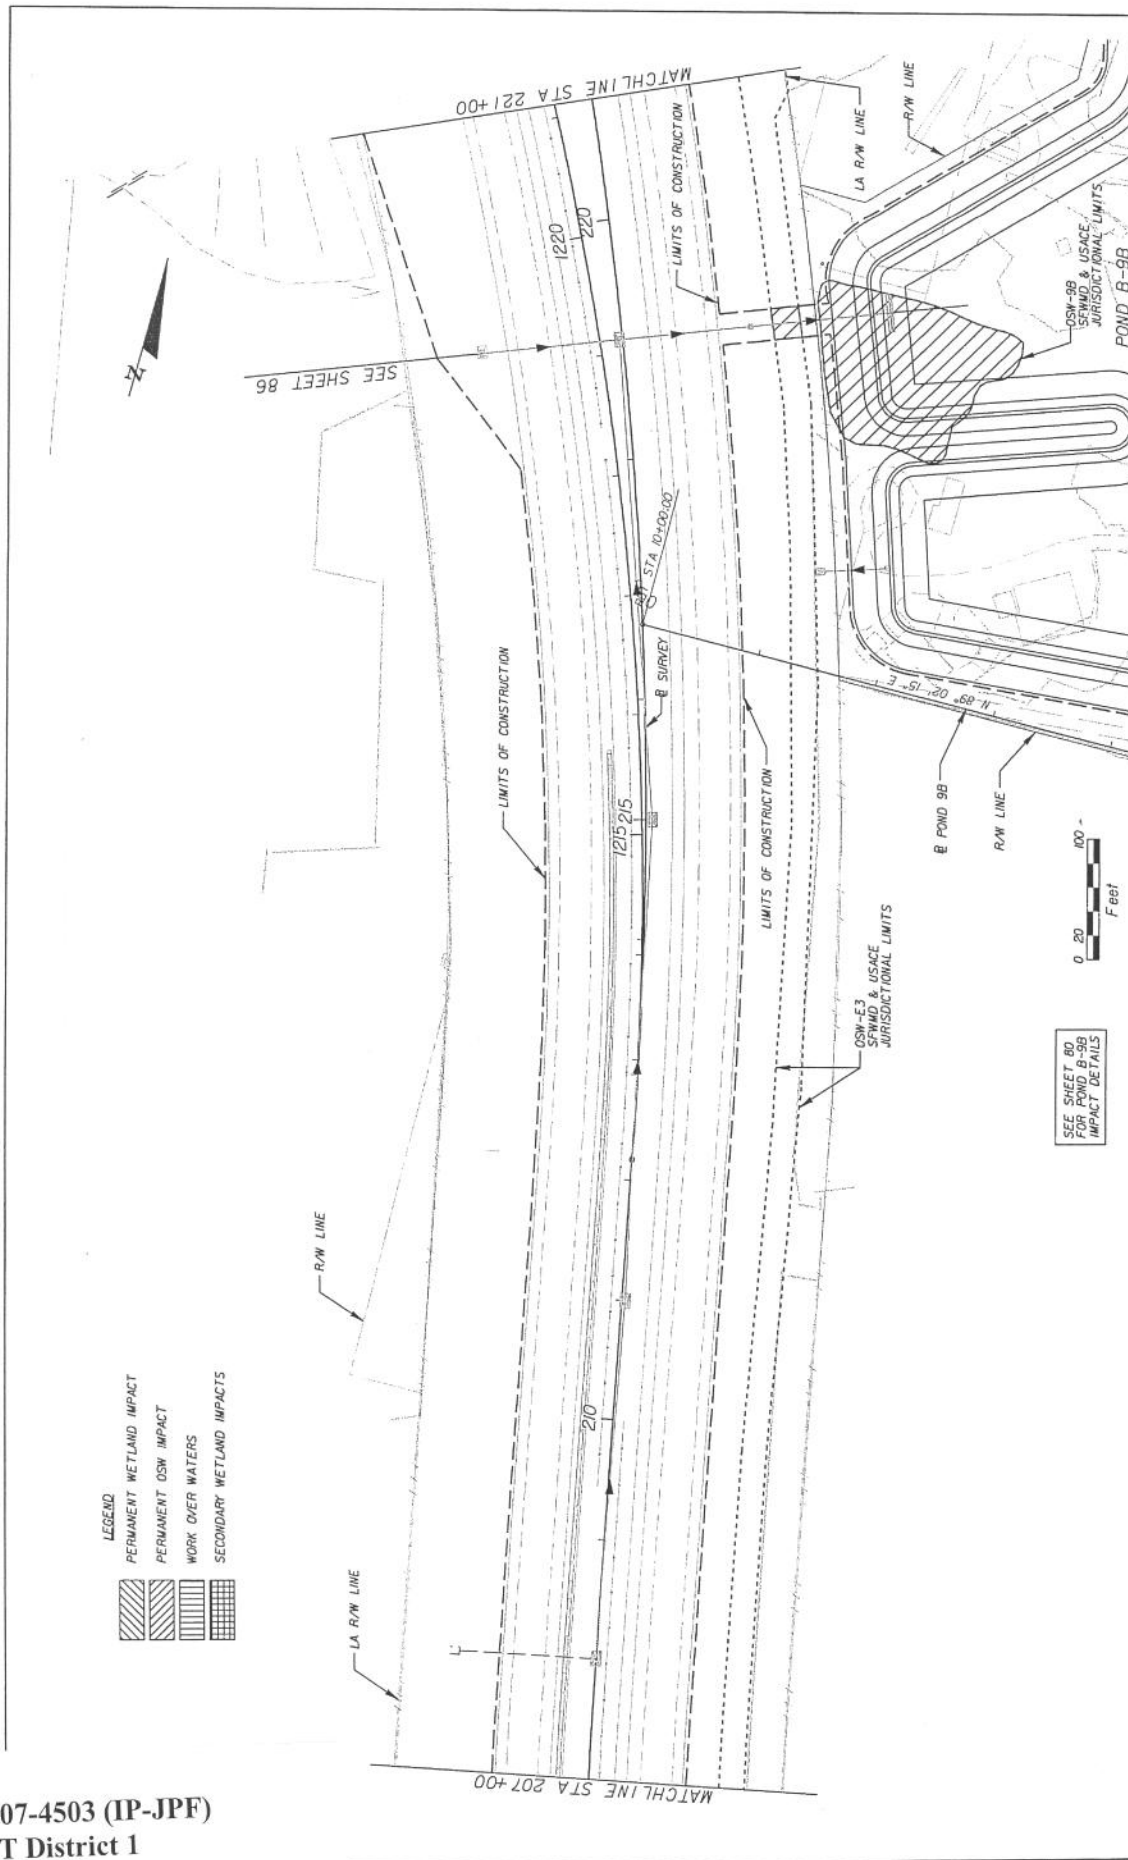 MATCHLINE STA 221+00
LIMITS OF CONSTRUCTION
LA R/W LINE
R/W LINE
1220
220
OSW-9B
SFWMD & USACE
JURISDICTIONAL LIMITS
POND B-9B
SEE SHEET 86
Z
STA 10+00.00
LIMITS OF CONSTRUCTION
℄ SURVEY
N 89° 02' 15" E
1215
215
LIMITS OF CONSTRUCTION
℄ POND 9B
R/W LINE
0 20 100
Feet
OSW-E3
SFWMD & USACE
JURISDICTIONAL LIMITS
SEE SHEET 80
FOR POND B-9B
IMPACT DETAILS
R/W LINE
210
LEGEND
PERMANENT WETLAND IMPACT
PERMANENT OSW IMPACT
WORK OVER WATERS
SECONDARY WETLAND IMPACTS
LA R/W LINE
MATCHLINE STA 207+00
07-4503 (IP-JPF)
T District 1